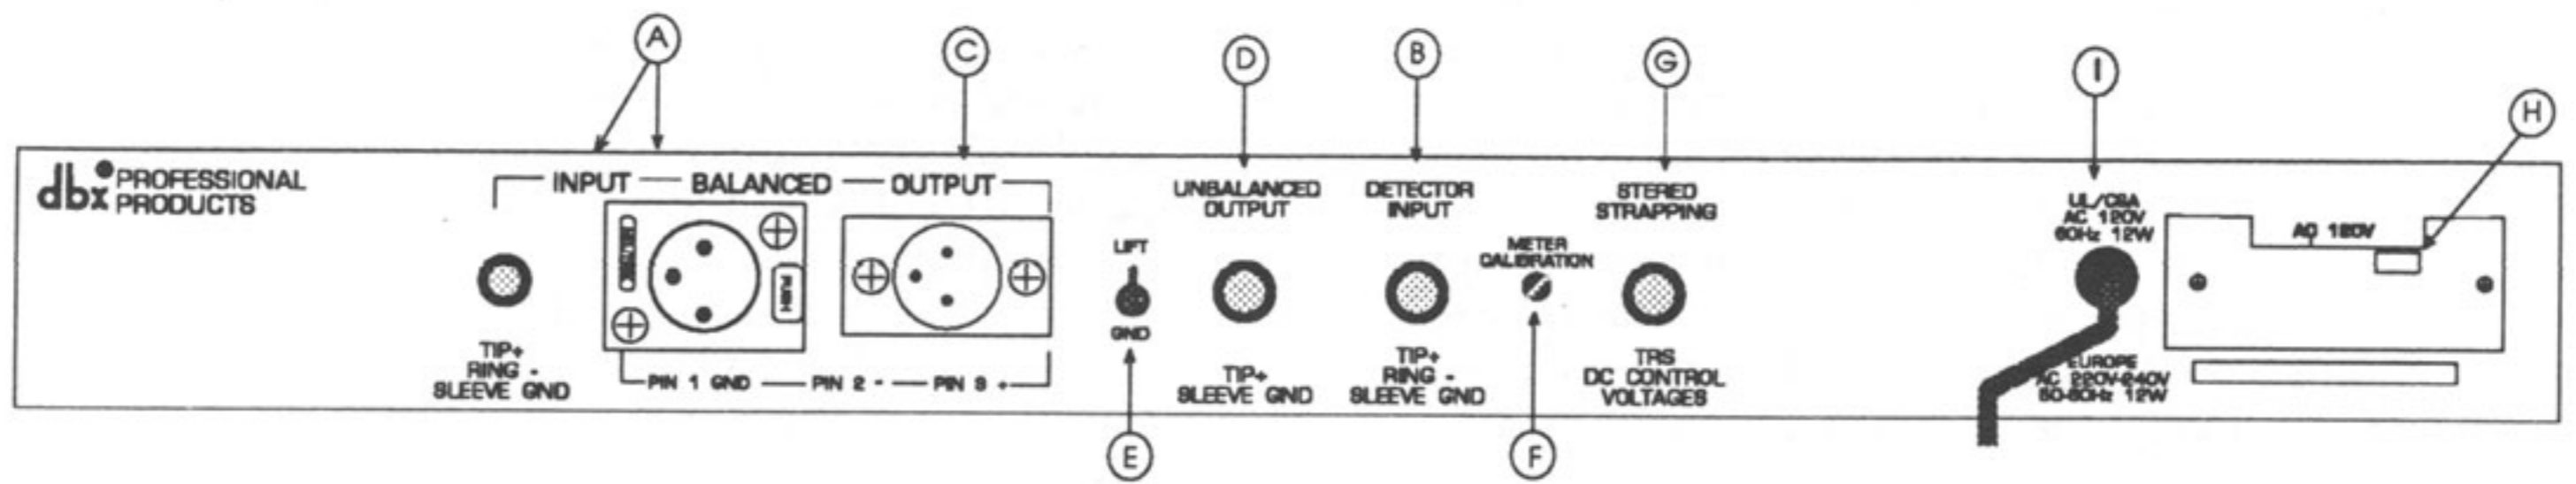 A
C
D
B
G
I
H
dbx PROFESSIONAL
PRODUCTS
INPUT BALANCED OUTPUT
UNBALANCED
OUTPUT
DETECTOR
INPUT
STEREO
STRAPPING
UL/CSA
AC 120V
60Hz 12W
AC 120V
PUSH
LIFT
GND
METER
CALIBRATION
TIP+
RING -
SLEEVE GND
PIN 1 GND PIN 2 - PIN 3 +
TIP+
SLEEVE GND
TIP+
RING -
SLEEVE GND
TRS
DC CONTROL
VOLTAGES
EUROPE
AC 220V-240V
50-60Hz 12W
E
F